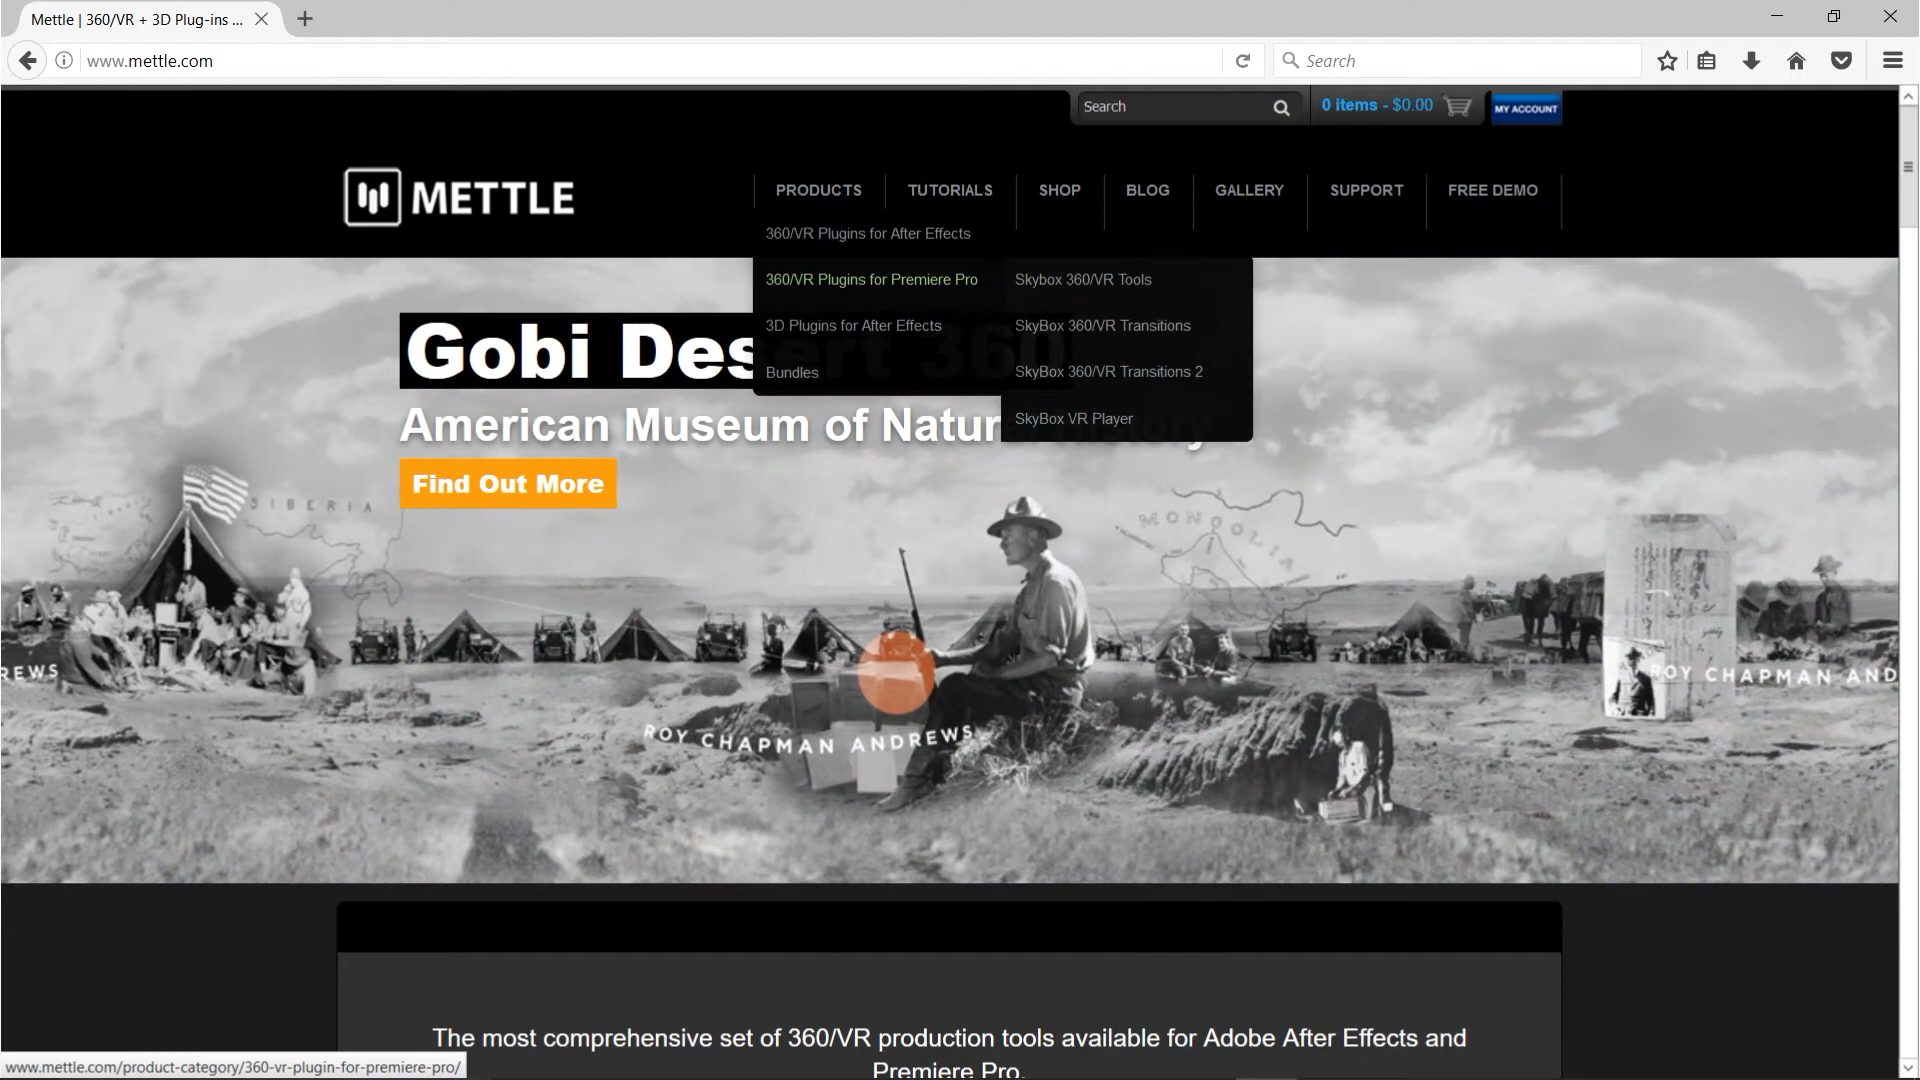 Mettle | 360/VR + 3D Plug-ins ...
www.mettle.com
Search
Search
0 items - $0.00
MY ACCOUNT
METTLE
PRODUCTS
TUTORIALS
SHOP
BLOG
GALLERY
SUPPORT
FREE DEMO
360/VR Plugins for After Effects
360/VR Plugins for Premiere Pro
3D Plugins for After Effects
Bundles
Skybox 360/VR Tools
SkyBox 360/VR Transitions
SkyBox 360/VR Transitions 2
SkyBox VR Player
Gobi Desert 360
American Museum of Natur
Find Out More
SIBERIA
MONGOLIA
REWS
ROY CHAPMAN ANDREWS
ROY CHAPMAN AND
The most comprehensive set of 360/VR production tools available for Adobe After Effects and
Premiere Pro.
www.mettle.com/product-category/360-vr-plugin-for-premiere-pro/